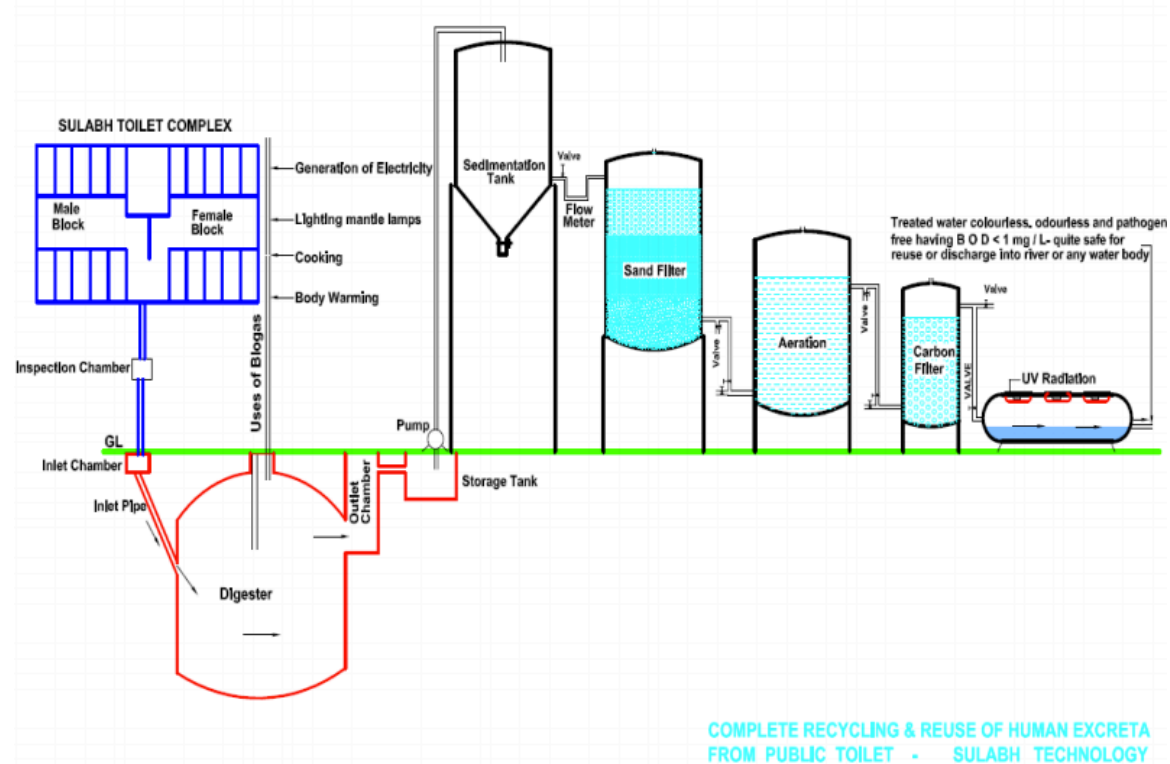 SULABH TOILET COMPLEX
Male
Block
Female
Block
Generation of Electricity
Lighting mantle lamps
Cooking
Body Warming
Uses of Biogas
Inspection Chamber
GL
Inlet Chamber
Inlet Pipe
Digester
Outlet
Chamber
Storage Tank
Pump
Sedimentation
Tank
Valve
Flow
Meter
Sand Filter
Valve
Aeration
Valve
Carbon
Filter
Valve
VALVE
UV Radiation
Treated water colourless, odourless and pathogen
free having B O D < 1 mg / L- quite safe for
reuse or discharge into river or any water body
COMPLETE RECYCLING & REUSE OF HUMAN EXCRETA
FROM PUBLIC TOILET - SULABH TECHNOLOGY